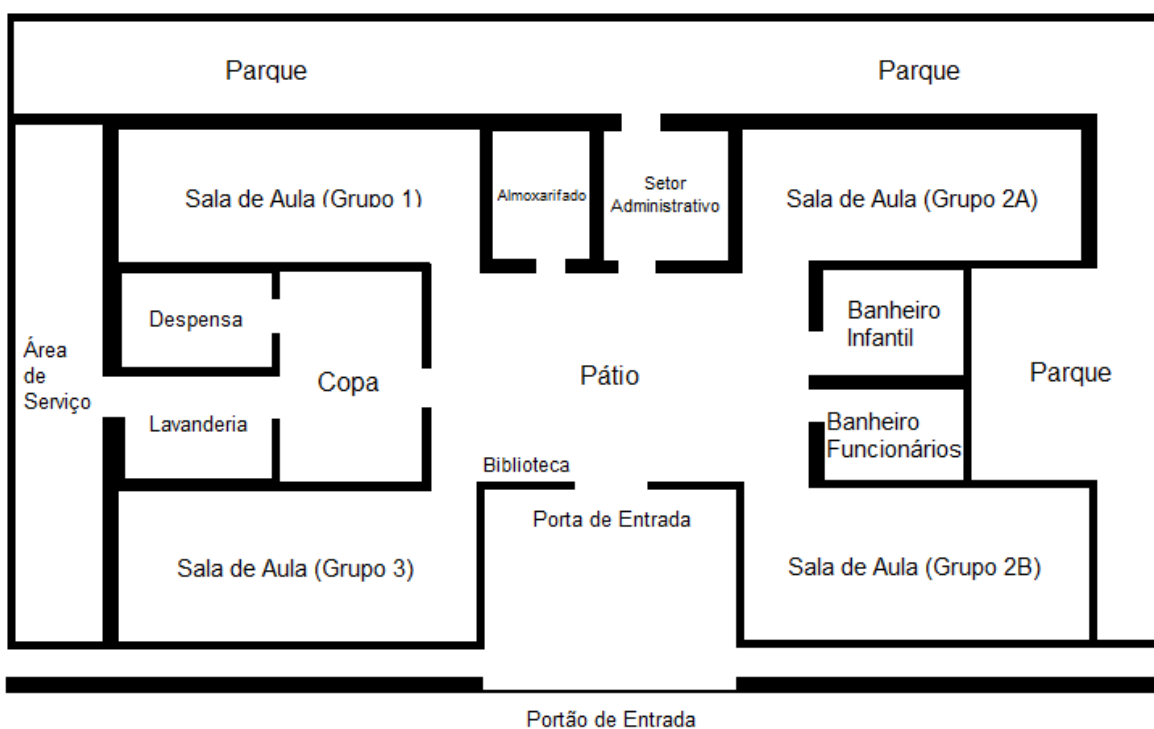 Parque
Parque
Sala de Aula (Grupo 1)
Almoxarifado
Setor
Administrativo
Sala de Aula (Grupo 2A)
Despensa
Banheiro
Infantil
Área
de
Serviço
Copa
Pátio
Parque
Lavanderia
Banheiro
Funcionários
Biblioteca
Porta de Entrada
Sala de Aula (Grupo 3)
Sala de Aula (Grupo 2B)
Portão de Entrada